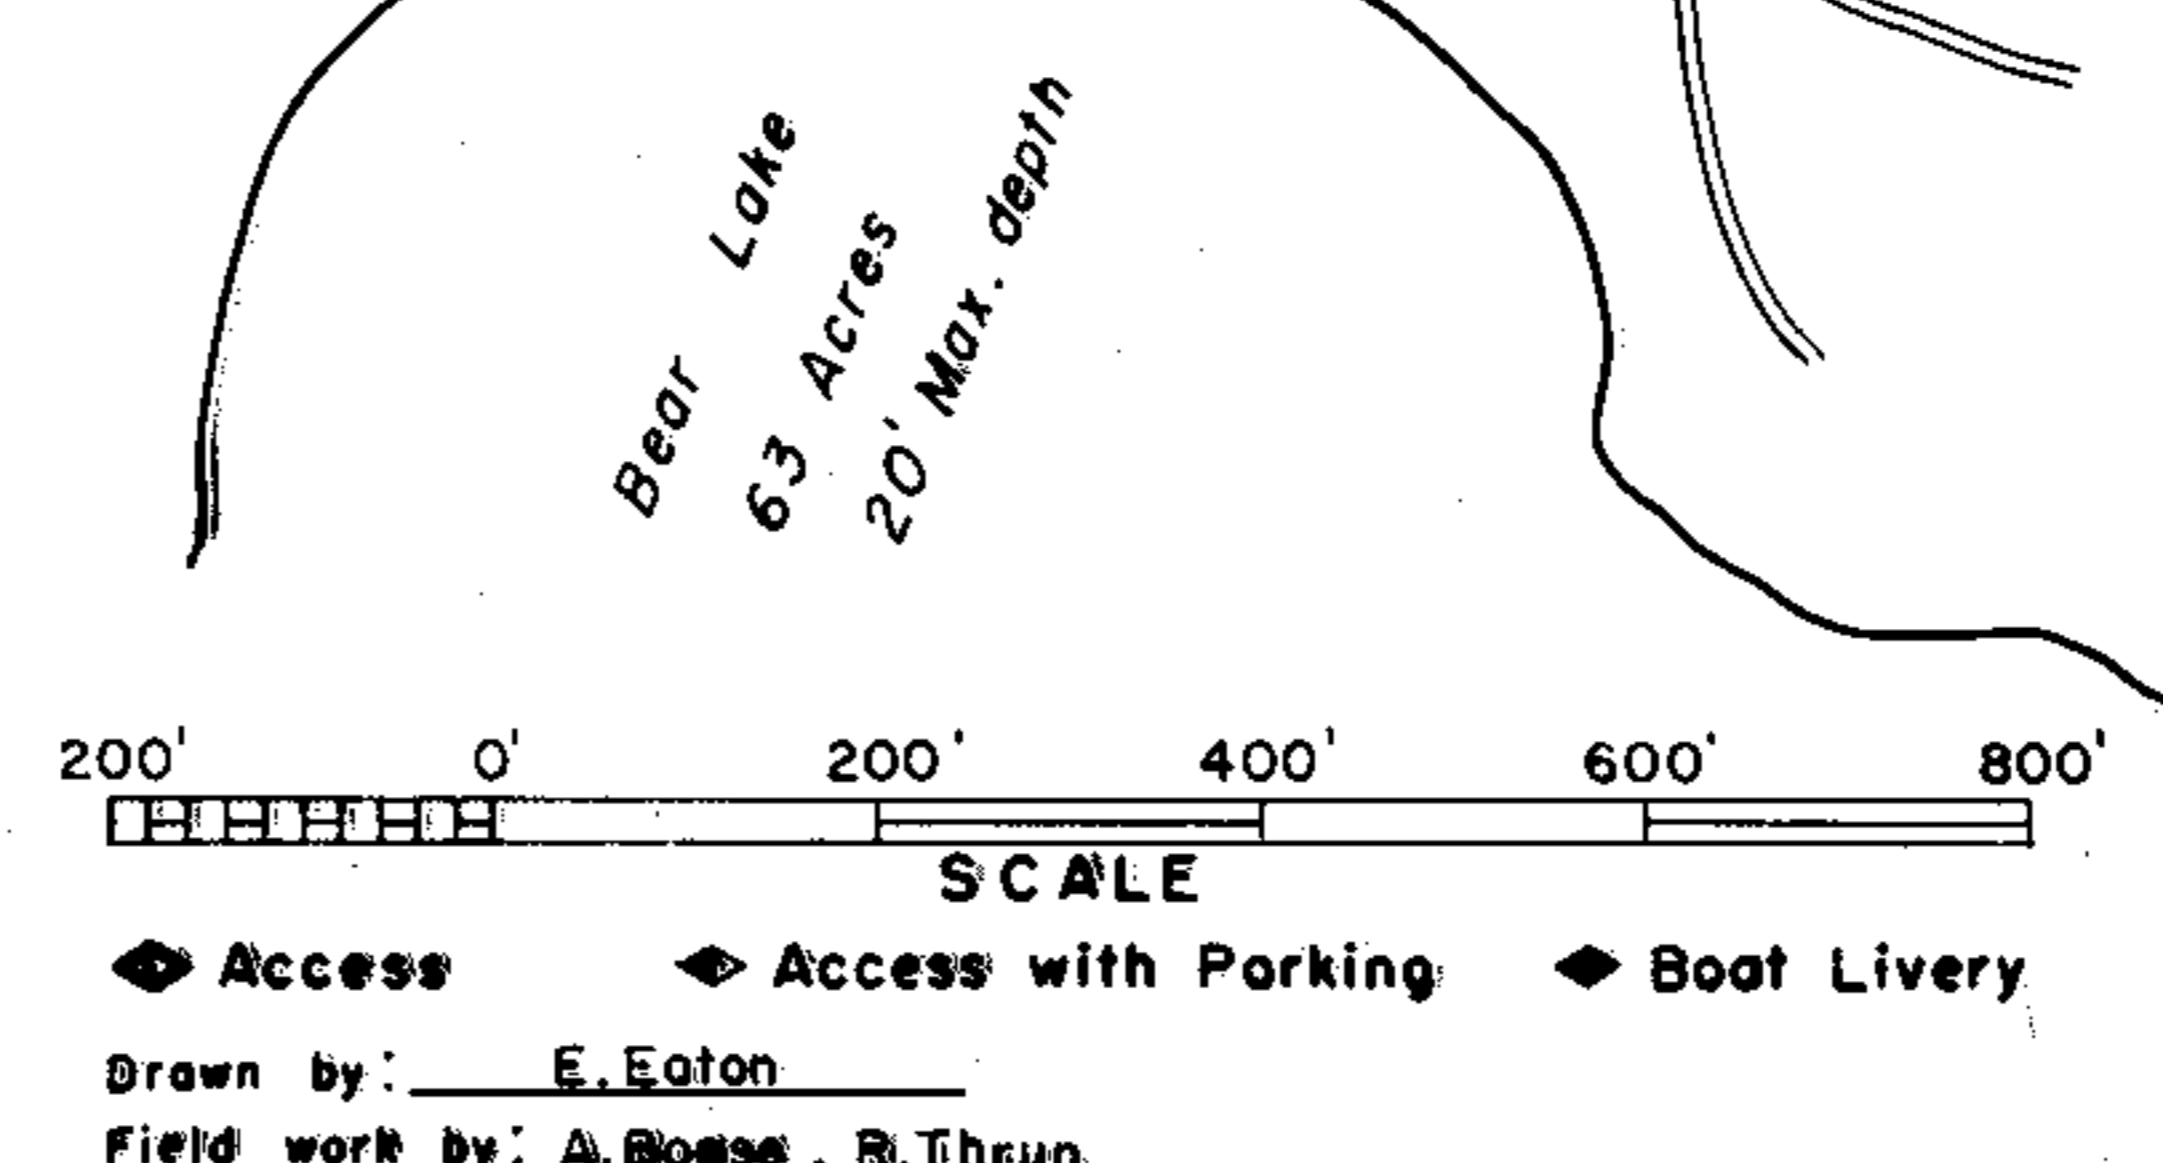 Bear Lake
63 Acres
20' Max. depth
200' 0' 200' 400' 600' 800'
SCALE
Access Access with Parking Boat Livery
Drawn by: E. Eaton
Field work by: A. R. Thrun